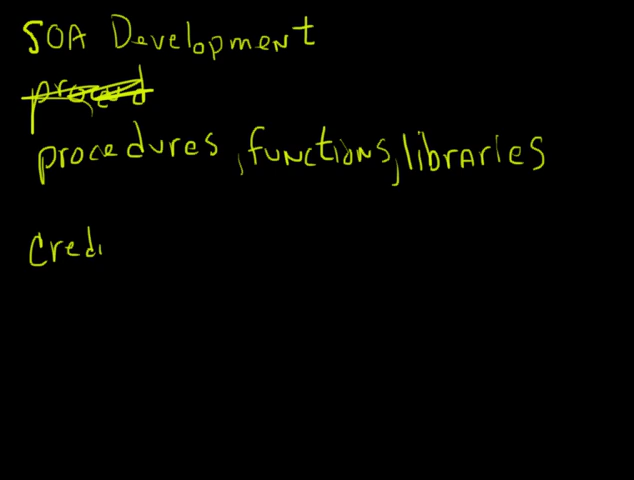 SOA Development
procedures, functions, libraries
Credi